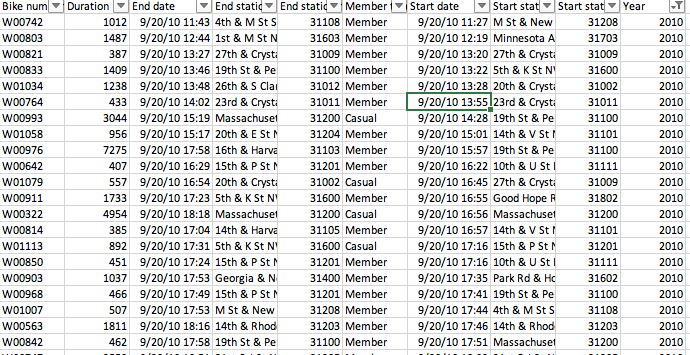 Bike num Duration End date End static End static Member t Start date Start stat Start stat Year
W00742 1012 9/20/10 11:43 4th & M St S 31108 Member 9/20/10 11:27 M St & New 31208 2010
W00803 1487 9/20/10 12:44 1st & M St N 31603 Member 9/20/10 12:19 Minnesota A 31703 2010
W00821 387 9/20/10 13:27 27th & Cryst 31009 Member 9/20/10 13:20 27th & Cryst 31009 2010
W00833 1409 9/20/10 13:46 19th St & Pe 31100 Member 9/20/10 13:22 5th & K St N 31600 2010
W01034 1238 9/20/10 13:48 26th & S Clar 31012 Member 9/20/10 13:28 20th & Cryst 31002 2010
W00764 433 9/20/10 14:02 23rd & Cryst 31011 Member 9/20/10 13:55 23rd & Cryst 31011 2010
W00993 3044 9/20/10 15:19 Massachuset 31200 Casual 9/20/10 14:28 19th St & Pe 31100 2010
W01058 956 9/20/10 15:17 20th & E St N 31204 Member 9/20/10 15:01 14th & V St N 31101 2010
W00976 7275 9/20/10 17:58 16th & Harva 31103 Member 9/20/10 15:57 19th St & Pe 31100 2010
W00642 407 9/20/10 16:29 15th & P St N 31201 Member 9/20/10 16:22 10th & U St 31111 2010
W01079 557 9/20/10 16:54 20th & Cryst 31002 Casual 9/20/10 16:45 27th & Cryst 31009 2010
W00911 1733 9/20/10 17:23 5th & K St N 31600 Member 9/20/10 16:55 Good Hope R 31802 2010
W00322 4954 9/20/10 18:18 Massachuset 31200 Casual 9/20/10 16:56 Massachuset 31200 2010
W00814 385 9/20/10 17:04 14th & Harva 31105 Member 9/20/10 16:57 14th & V St N 31101 2010
W01113 892 9/20/10 17:31 5th & K St N 31600 Casual 9/20/10 17:16 15th & P St N 31201 2010
W00850 451 9/20/10 17:24 15th & P St N 31201 Member 9/20/10 17:16 10th & U St 31111 2010
W00903 1037 9/20/10 17:53 Georgia & N 31400 Member 9/20/10 17:35 Park Rd & Ho 31602 2010
W00968 466 9/20/10 17:49 15th & P St N 31201 Member 9/20/10 17:41 19th St & Pe 31100 2010
W01007 507 9/20/10 17:53 M St & New 31208 Member 9/20/10 17:44 4th & M St S 31108 2010
W00563 1811 9/20/10 18:16 14th & Rhod 31203 Member 9/20/10 17:46 14th & Rhod 31203 2010
W00842 462 9/20/10 17:58 19th St & Pe 31100 Member 9/20/10 17:51 Massachuset 31200 2010